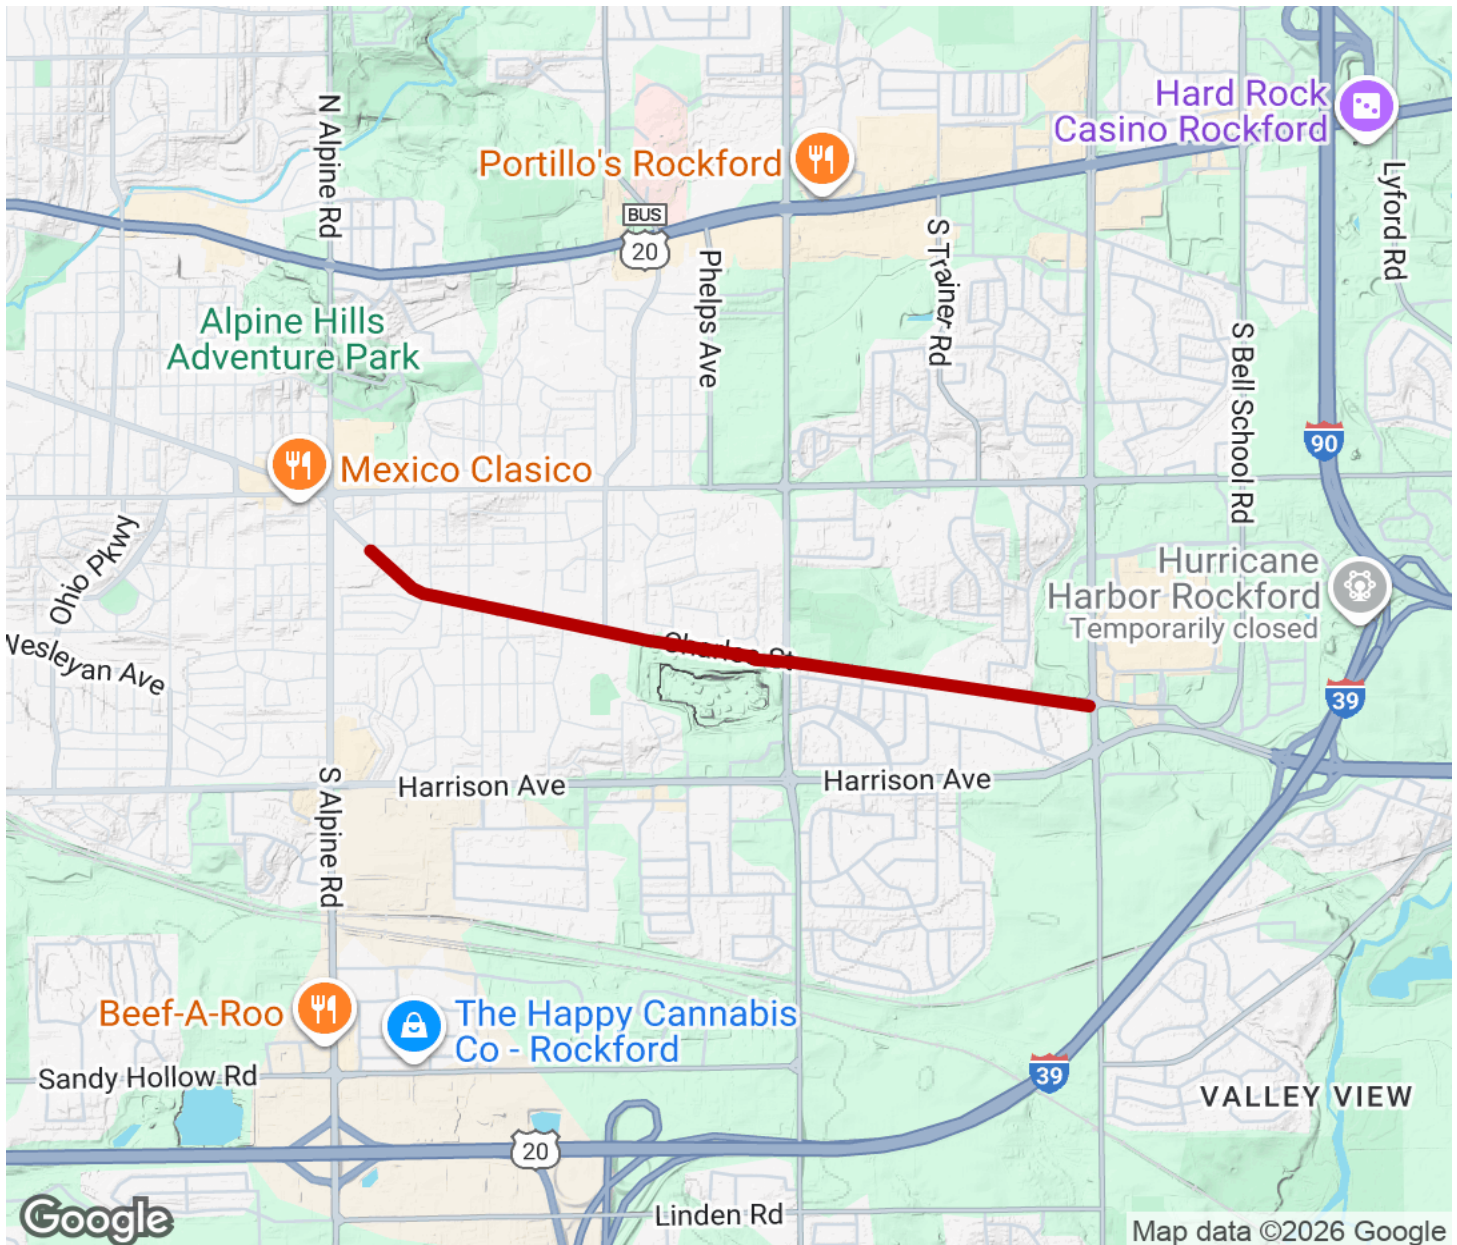 Hard Rock
Casino Rockford
N Alpine Rd
Portillo's Rockford
Lyford Rd
BUS
20
S Trainer Rd
Phelps Ave
Alpine Hills
Adventure Park
S Bell School Rd
90
Mexico Clasico
Ohio Pkwy
Hurricane
Harbor Rockford
Temporarily closed
Wesleyan Ave
Charles St
39
Harrison Ave
Harrison Ave
S Alpine Rd
Beef-A-Roo
The Happy Cannabis
Co - Rockford
Sandy Hollow Rd
39
VALLEY VIEW
20
Linden Rd
Google
Map data ©2026 Google